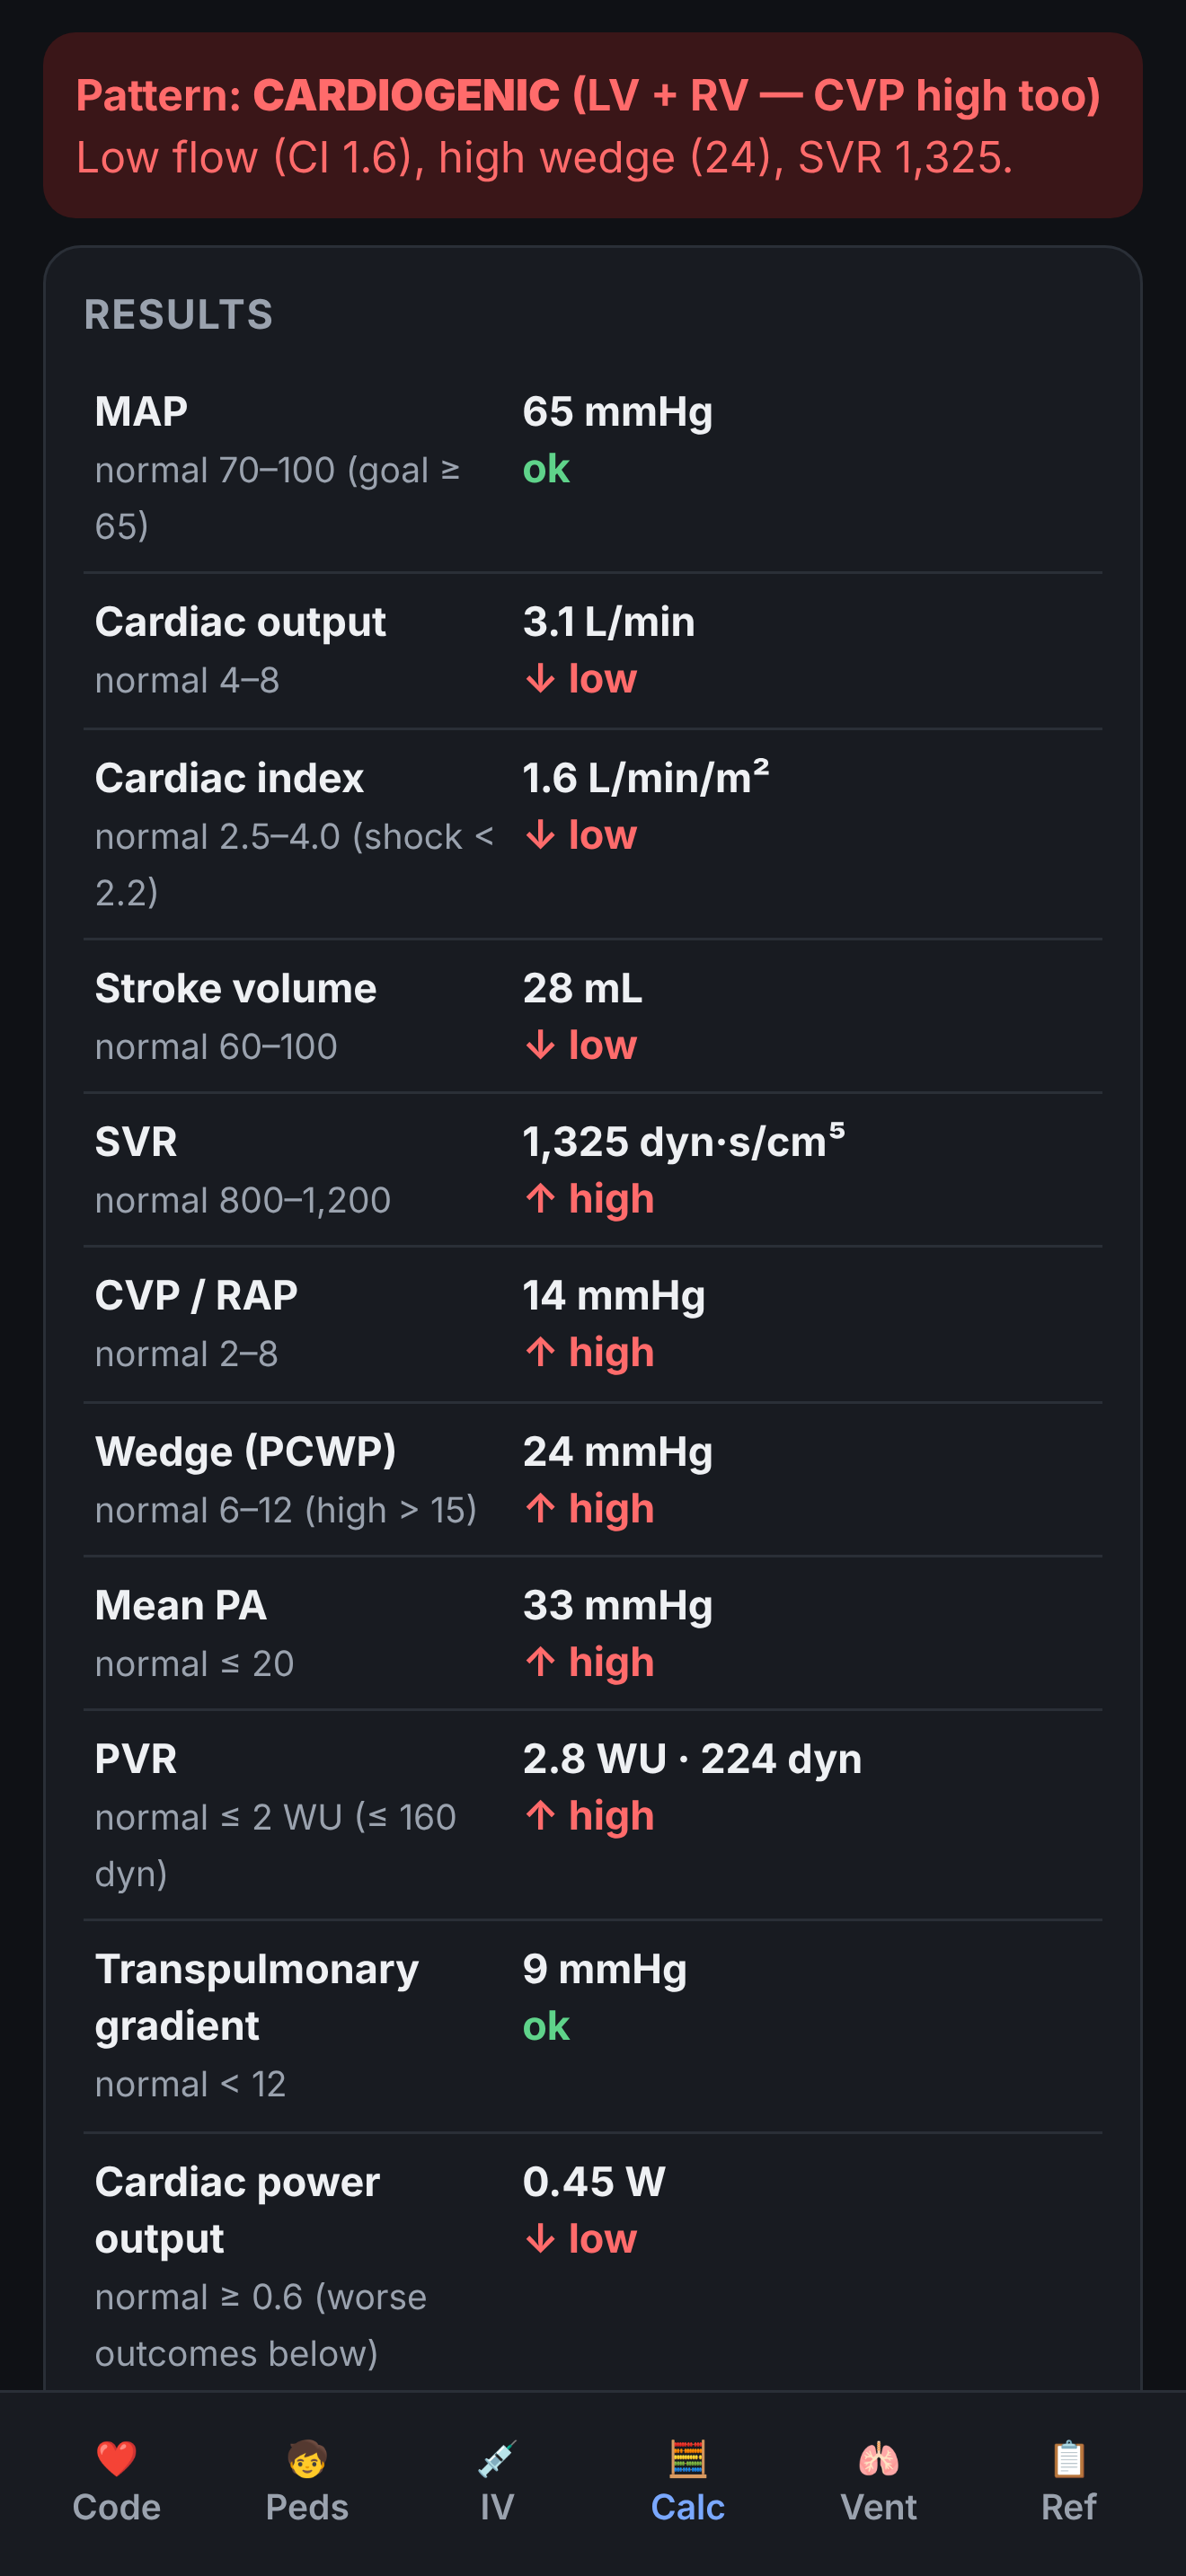 Pattern: CARDIOGENIC (LV + RV — CVP high too)
Low flow (CI 1.6), high wedge (24), SVR 1,325.
RESULTS
MAP
normal 70–100 (goal ≥
65)
65 mmHg
ok
Cardiac output
normal 4–8
3.1 L/min
↓ low
Cardiac index
normal 2.5–4.0 (shock <
2.2)
1.6 L/min/m²
↓ low
Stroke volume
normal 60–100
28 mL
↓ low
SVR
normal 800–1,200
1,325 dyn·s/cm⁵
↑ high
CVP / RAP
normal 2–8
14 mmHg
↑ high
Wedge (PCWP)
normal 6–12 (high > 15)
24 mmHg
↑ high
Mean PA
normal ≤ 20
33 mmHg
↑ high
PVR
normal ≤ 2 WU (≤ 160
dyn)
2.8 WU · 224 dyn
↑ high
Transpulmonary
gradient
normal < 12
9 mmHg
ok
Cardiac power
output
normal ≥ 0.6 (worse
outcomes below)
0.45 W
↓ low
Code
Peds
IV
Calc
Vent
Ref